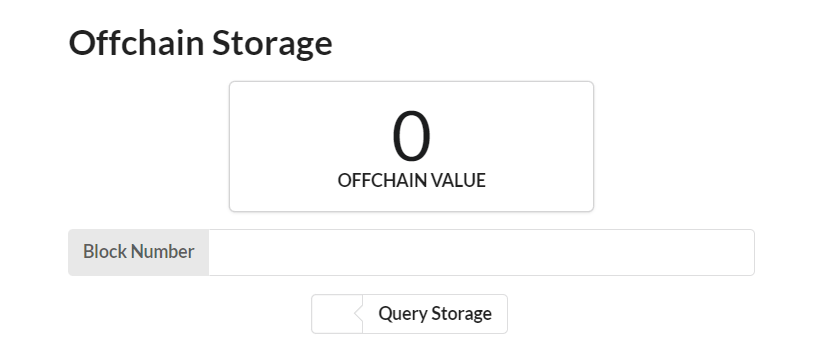 Offchain Storage
0
OFFCHAIN VALUE
Block Number
Query Storage